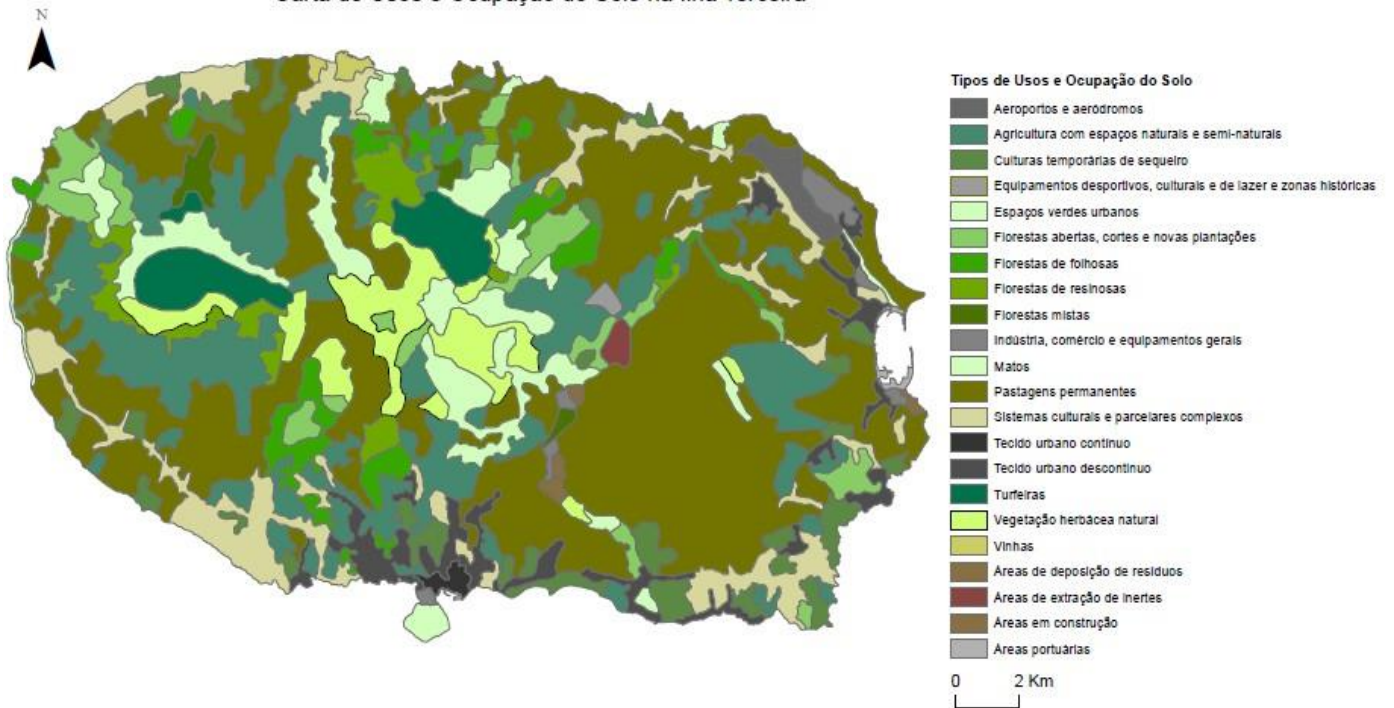 N
Tipos de Usos e Ocupação do Solo
Aeroportos e aeródromos
Agricultura com espaços naturais e semi-naturais
Culturas temporárias de sequeiro
Equipamentos desportivos, culturais e de lazer e zonas históricas
Espaços verdes urbanos
Florestas abertas, cortes e novas plantações
Florestas de folhosas
Florestas de resinosas
Florestas mistas
Indústria, comércio e equipamentos gerais
Matos
Pastagens permanentes
Sistemas culturais e parcelares complexos
Tecido urbano contínuo
Tecido urbano descontínuo
Turfeiras
Vegetação herbácea natural
Vinhas
Áreas de deposição de resíduos
Áreas de extração de inertes
Áreas em construção
Áreas portuárias
0 2 Km